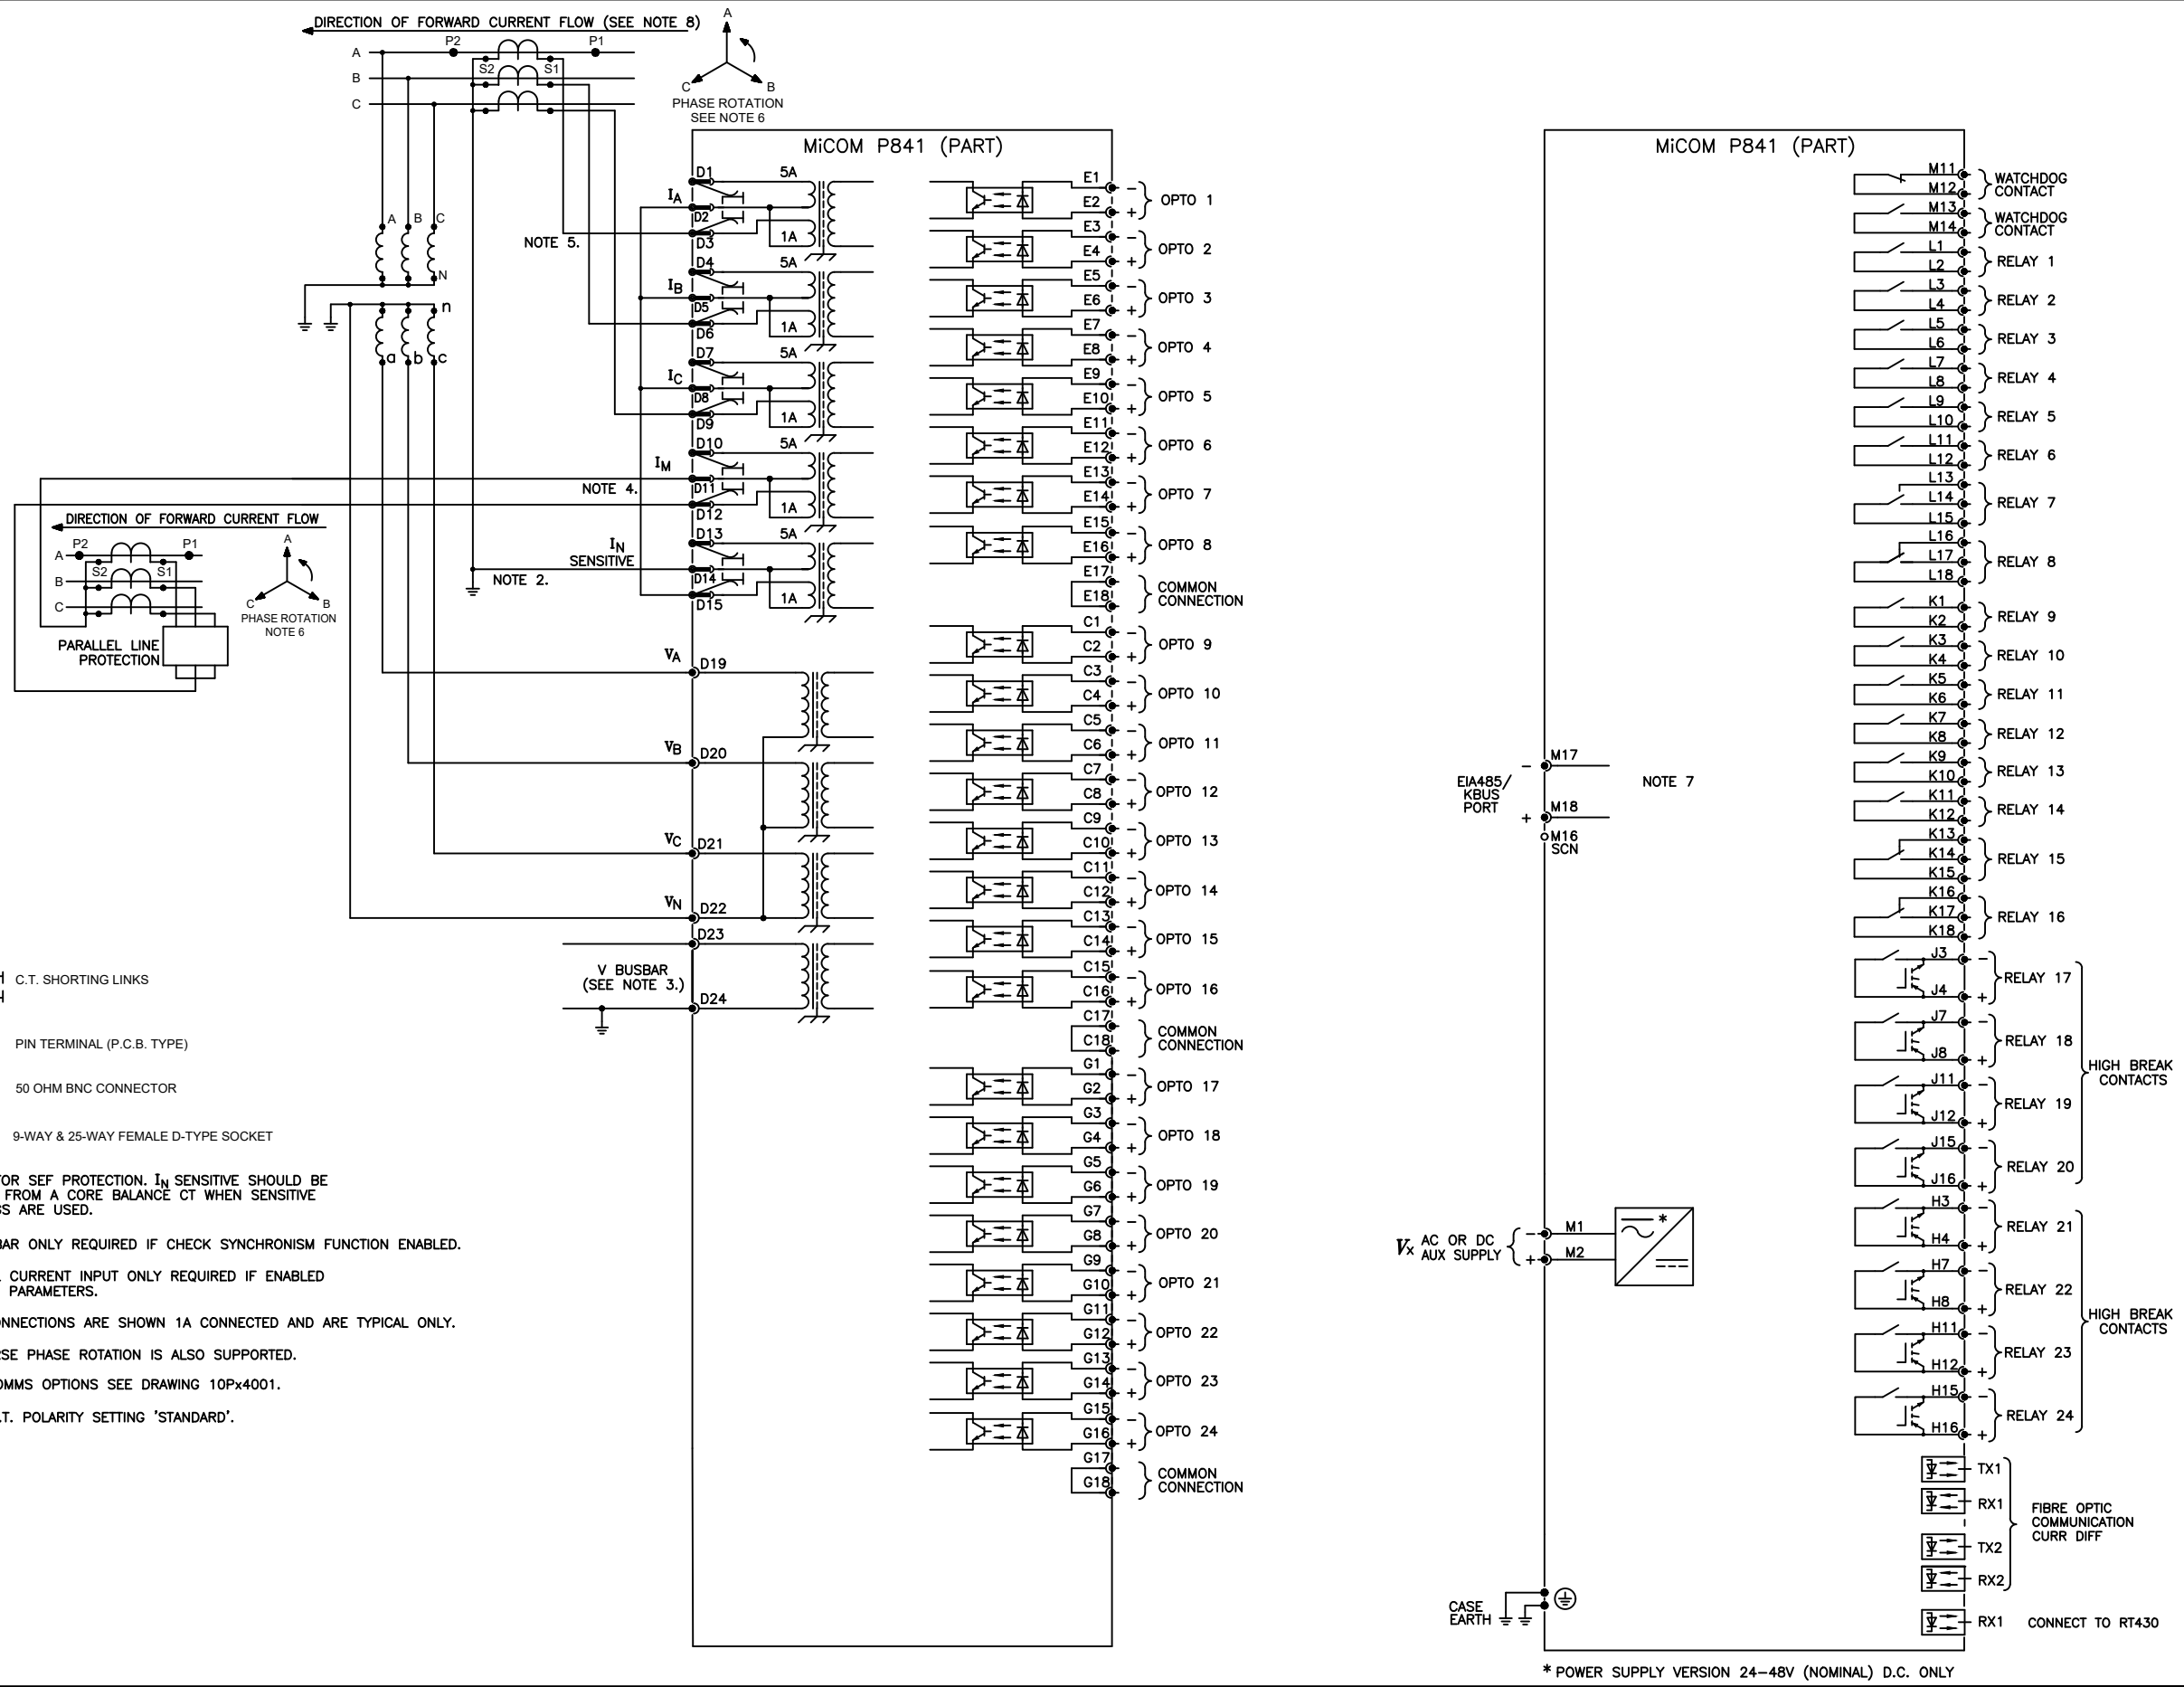 DIRECTION OF FORWARD CURRENT FLOW (SEE NOTE 8)
A
P2
P1
S2
S1
B
C
A
C
B
PHASE ROTATION
SEE NOTE 6
A
B
C
N
n
a
b
c
NOTE 5.
NOTE 4.
NOTE 2.
DIRECTION OF FORWARD CURRENT FLOW
P2
P1
A
S2
S1
B
C
A
C
B
PHASE ROTATION
NOTE 6
PARALLEL LINE
PROTECTION
MiCOM P841 (PART)
D1
5A
IA
D2
1A
D3
D4
5A
IB
D5
1A
D6
D7
5A
IC
D8
1A
D9
D10
5A
IM
D11
1A
D12
D13
5A
IN
SENSITIVE
D14
1A
D15
VA
D19
VB
D20
VC
D21
VN
D22
D23
V BUSBAR
(SEE NOTE 3.)
D24
E1 −
E2 +
OPTO 1
E3 −
E4 +
OPTO 2
E5 −
E6 +
OPTO 3
E7 −
E8 +
OPTO 4
E9 −
E10 +
OPTO 5
E11 −
E12 +
OPTO 6
E13 −
E14 +
OPTO 7
E15 −
E16 +
OPTO 8
E17
E18
COMMON
CONNECTION
C1 −
C2 +
OPTO 9
C3 −
C4 +
OPTO 10
C5 −
C6 +
OPTO 11
C7 −
C8 +
OPTO 12
C9 −
C10 +
OPTO 13
C11 −
C12 +
OPTO 14
C13 −
C14 +
OPTO 15
C15 −
C16 +
OPTO 16
C17
C18
COMMON
CONNECTION
G1 −
G2 +
OPTO 17
G3 −
G4 +
OPTO 18
G5 −
G6 +
OPTO 19
G7 −
G8 +
OPTO 20
G9 −
G10 +
OPTO 21
G11 −
G12 +
OPTO 22
G13 −
G14 +
OPTO 23
G15 −
G16 +
OPTO 24
G17
G18
COMMON
CONNECTION
C.T. SHORTING LINKS
PIN TERMINAL (P.C.B. TYPE)
50 OHM BNC CONNECTOR
9-WAY & 25-WAY FEMALE D-TYPE SOCKET
SEF PROTECTION. IN SENSITIVE SHOULD BE
FROM A CORE BALANCE CT WHEN SENSITIVE
ARE USED.
ONLY REQUIRED IF CHECK SYNCHRONISM FUNCTION ENABLED.
CURRENT INPUT ONLY REQUIRED IF ENABLED
PARAMETERS.
ARE SHOWN 1A CONNECTED AND ARE TYPICAL ONLY.
PHASE ROTATION IS ALSO SUPPORTED.
OPTIONS SEE DRAWING 10Px4001.
POLARITY SETTING 'STANDARD'.
MiCOM P841 (PART)
M11
M12
WATCHDOG
CONTACT
M13
M14
WATCHDOG
CONTACT
L1
L2
RELAY 1
L3
L4
RELAY 2
L5
L6
RELAY 3
L7
L8
RELAY 4
L9
L10
RELAY 5
L11
L12
RELAY 6
L13
L14
L15
RELAY 7
L16
L17
L18
RELAY 8
K1
K2
RELAY 9
K3
K4
RELAY 10
K5
K6
RELAY 11
K7
K8
RELAY 12
K9
K10
RELAY 13
K11
K12
RELAY 14
K13
K14
K15
RELAY 15
K16
K17
K18
RELAY 16
J3 −
J4 +
RELAY 17
J7 −
J8 +
RELAY 18
J11 −
J12 +
RELAY 19
J15 −
J16 +
RELAY 20
HIGH BREAK
CONTACTS
H3 −
H4 +
RELAY 21
H7 −
H8 +
RELAY 22
H11 −
H12 +
RELAY 23
H15 −
H16 +
RELAY 24
HIGH BREAK
CONTACTS
TX1
RX1
TX2
RX2
FIBRE OPTIC
COMMUNICATION
CURR DIFF
RX1 CONNECT TO RT430
EIA485/
KBUS
PORT
− M17
+ M18
M16
SCN
NOTE 7
Vx AC OR DC
AUX SUPPLY
− M1
+ M2
*
CASE
EARTH
* POWER SUPPLY VERSION 24−48V (NOMINAL) D.C. ONLY